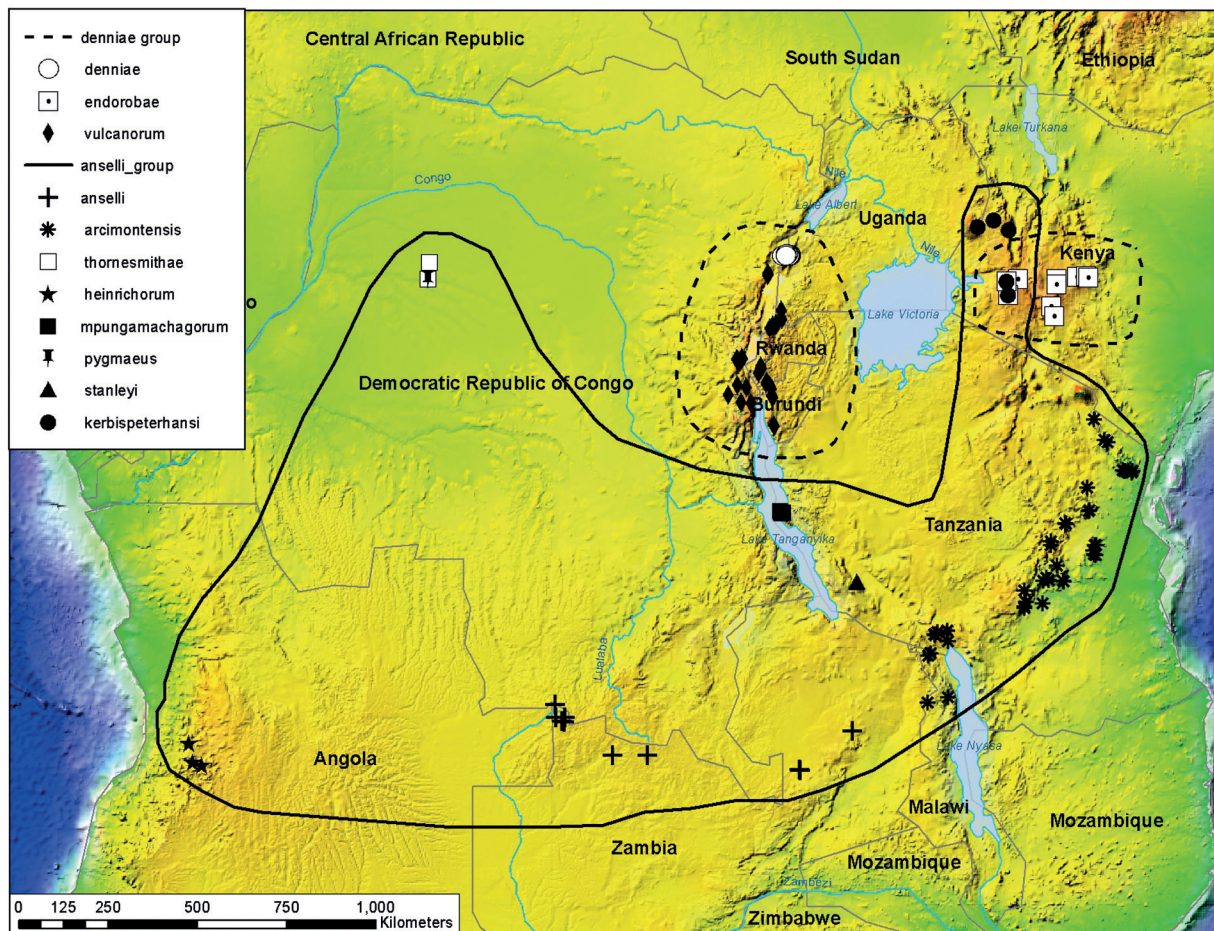 denniae group
denniae
endorobae
vulcanorum
anselli_group
anselli
arcimontensis
thornesmithae
heinrichorum
mpungamachagorum
pygmaeus
stanleyi
kerbispeterhansi
Central African Republic
South Sudan
Ethiopia
Lake Turkana
Congo
Nile
Lake Albert
Uganda
Nile
Kenya
Lake Victoria
Rwanda
Democratic Republic of Congo
Burundi
Tanzania
Lake Tanganyika
Lualaba
Angola
Lake Nyasa
Malawi
Mozambique
Zambia
Mozambique
Zambezi
Zimbabwe
0 125 250 500 750 1,000
Kilometers